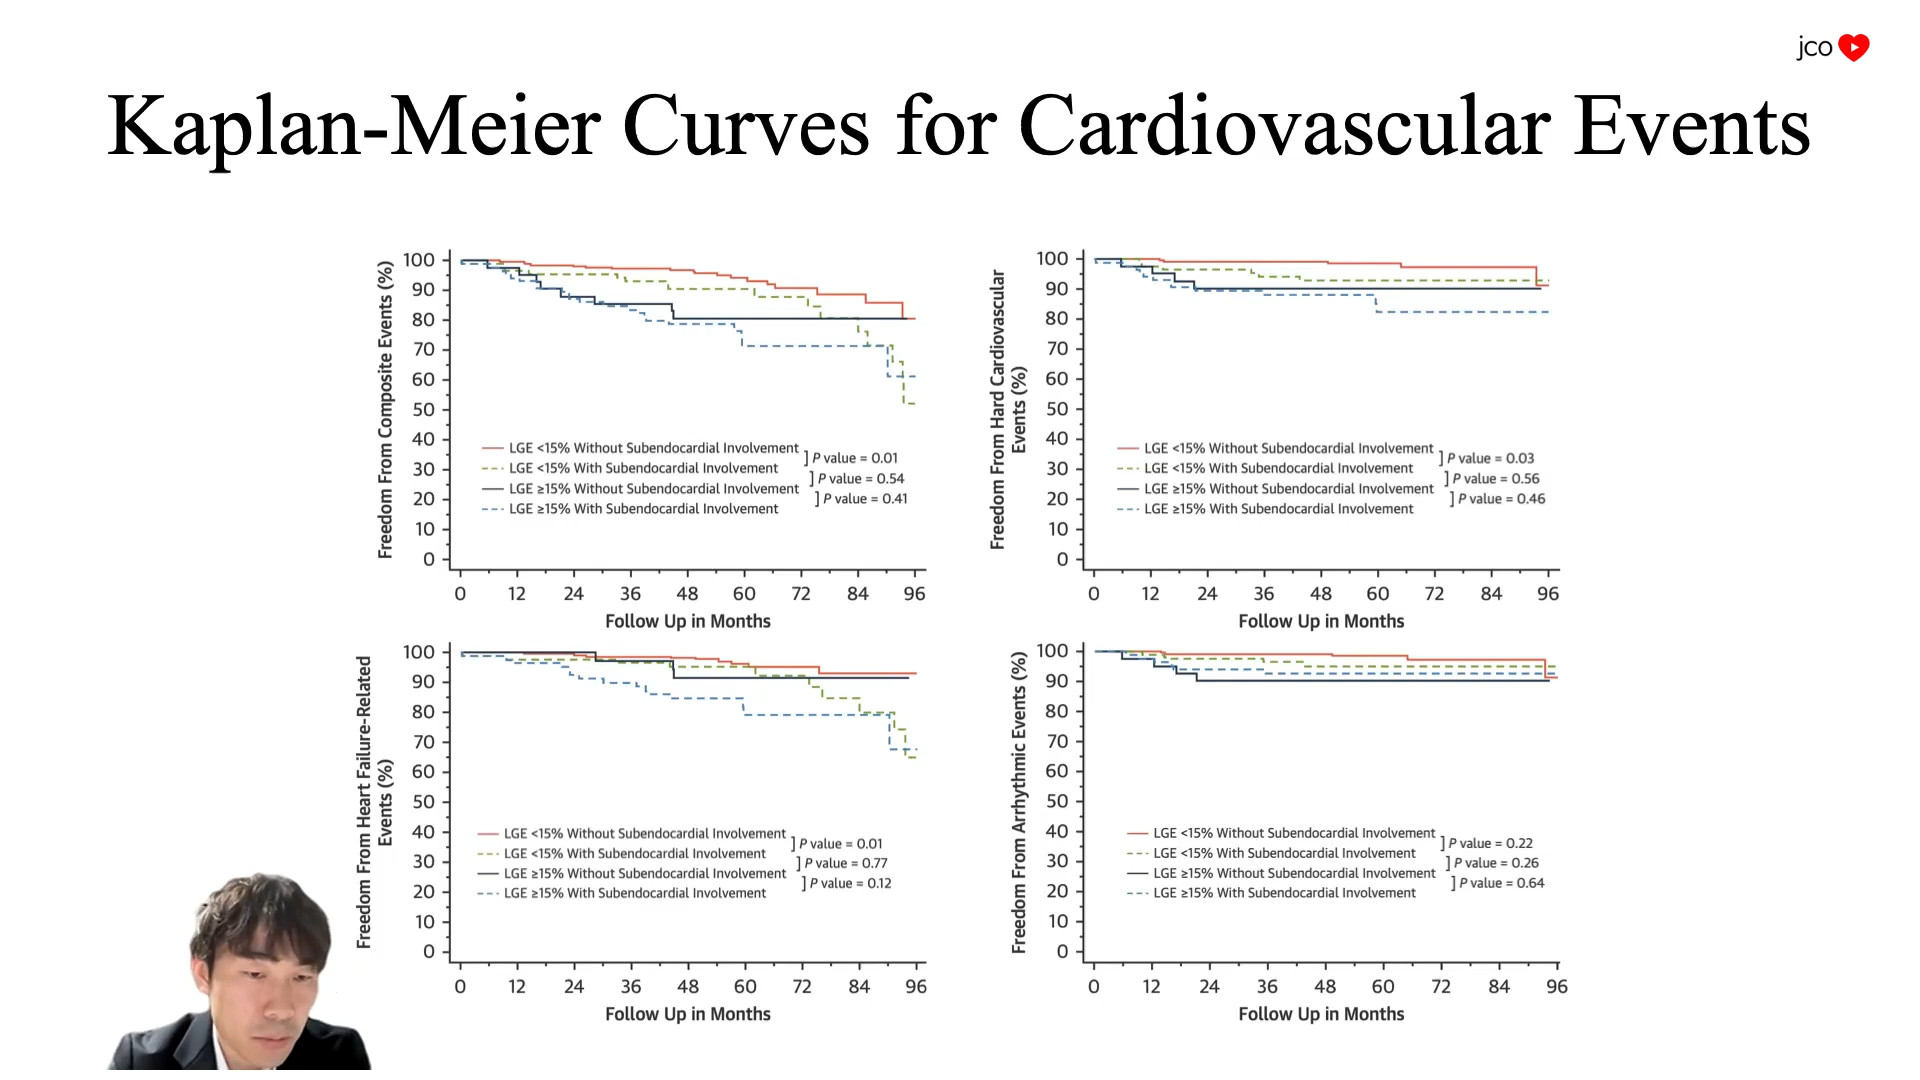 jco
Kaplan-Meier Curves for Cardiovascular Events
Freedom From Composite Events (%)
100
90
80
70
60
50
40
30
20
10
0
LGE <15% Without Subendocardial Involvement
LGE <15% With Subendocardial Involvement
LGE ≥15% Without Subendocardial Involvement
LGE ≥15% With Subendocardial Involvement
] P value = 0.01
] P value = 0.54
] P value = 0.41
0 12 24 36 48 60 72 84 96
Follow Up in Months
Freedom From Hard Cardiovascular
Events (%)
100
90
80
70
60
50
40
30
20
10
0
LGE <15% Without Subendocardial Involvement
LGE <15% With Subendocardial Involvement
LGE ≥15% Without Subendocardial Involvement
LGE ≥15% With Subendocardial Involvement
] P value = 0.03
] P value = 0.56
] P value = 0.46
0 12 24 36 48 60 72 84 96
Follow Up in Months
Freedom From Heart Failure-Related
Events (%)
100
90
80
70
60
50
40
30
20
10
0
LGE <15% Without Subendocardial Involvement
LGE <15% With Subendocardial Involvement
LGE ≥15% Without Subendocardial Involvement
LGE ≥15% With Subendocardial Involvement
] P value = 0.01
] P value = 0.77
] P value = 0.12
0 12 24 36 48 60 72 84 96
Follow Up in Months
Freedom From Arrhythmic Events (%)
100
90
80
70
60
50
40
30
20
10
0
LGE <15% Without Subendocardial Involvement
LGE <15% With Subendocardial Involvement
LGE ≥15% Without Subendocardial Involvement
LGE ≥15% With Subendocardial Involvement
] P value = 0.22
] P value = 0.26
] P value = 0.64
0 12 24 36 48 60 72 84 96
Follow Up in Months